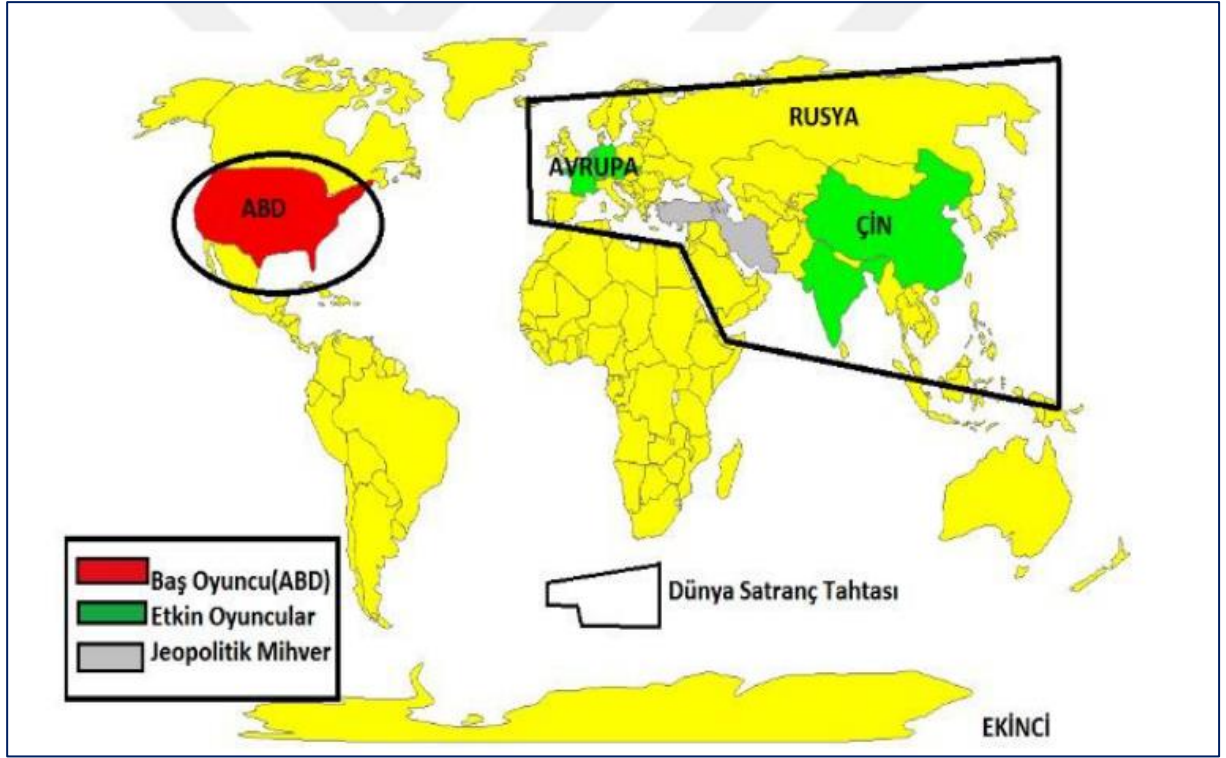 RUSYA
AVRUPA
ABD
ÇİN
Baş Oyuncu(ABD)
Etkin Oyuncular
Jeopolitik Mihver
Dünya Satranç Tahtası
EKİNCİ